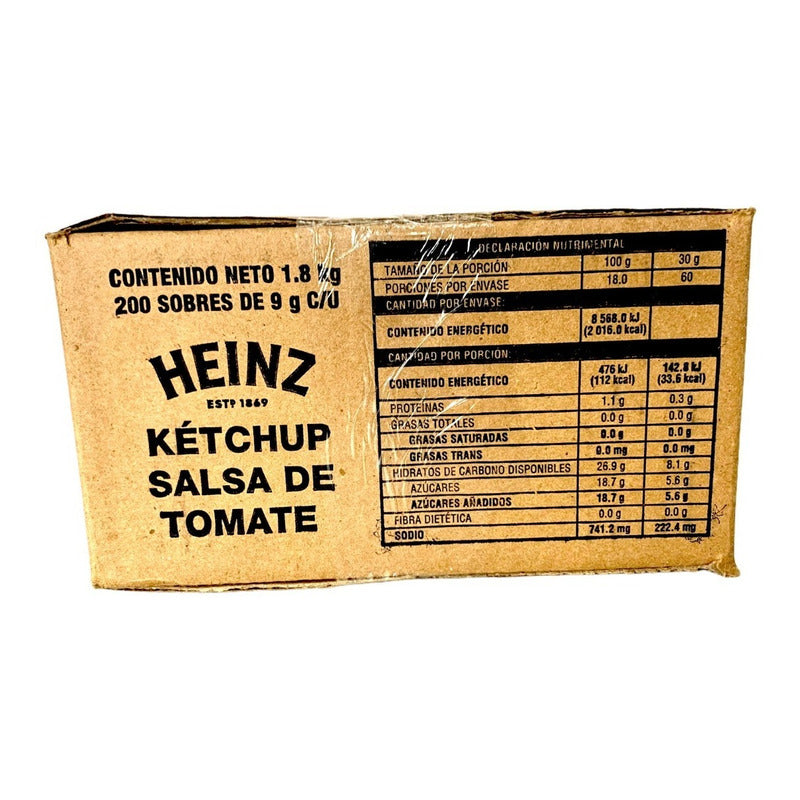 CONTENIDO NETO 1.8 kg
200 SOBRES DE 9 g C/U
HEINZ
ESTD 1869
KÉTCHUP
SALSA DE
TOMATE
DECLARACIÓN NUTRIMENTAL
TAMAÑO DE LA PORCIÓN 100 g 30 g
PORCIONES POR ENVASE 18.0 60
CANTIDAD POR ENVASE:
CONTENIDO ENERGÉTICO 8 568.0 kJ (2 016.0 kcal)
CANTIDAD POR PORCIÓN:
CONTENIDO ENERGÉTICO 476 kJ (112 kcal) 142.8 kJ (33.6 kcal)
PROTEÍNAS 1.1 g 0.3 g
GRASAS TOTALES 0.0 g 0.0 g
GRASAS SATURADAS 0.0 g 0.0 g
GRASAS TRANS 0.0 mg 0.0 mg
HIDRATOS DE CARBONO DISPONIBLES 26.9 g 8.1 g
AZÚCARES 18.7 g 5.6 g
AZÚCARES AÑADIDOS 18.7 g 5.6 g
FIBRA DIETÉTICA 0.0 g 0.0 g
SODIO 741.2 mg 222.4 mg